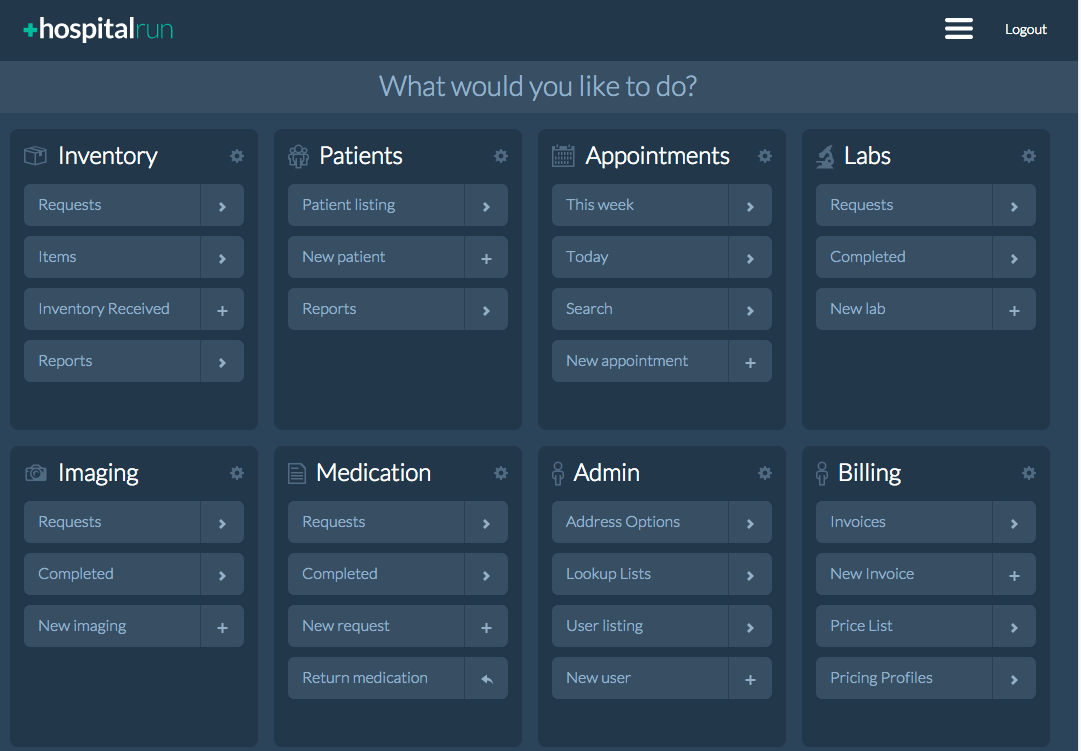 hospitalrun
Logout
What would you like to do?
Inventory
Requests
Items
Inventory Received
Reports
Patients
Patient listing
New patient
Reports
Appointments
This week
Today
Search
New appointment
Labs
Requests
Completed
New lab
Imaging
Requests
Completed
New imaging
Medication
Requests
Completed
New request
Return medication
Admin
Address Options
Lookup Lists
User listing
New user
Billing
Invoices
New Invoice
Price List
Pricing Profiles